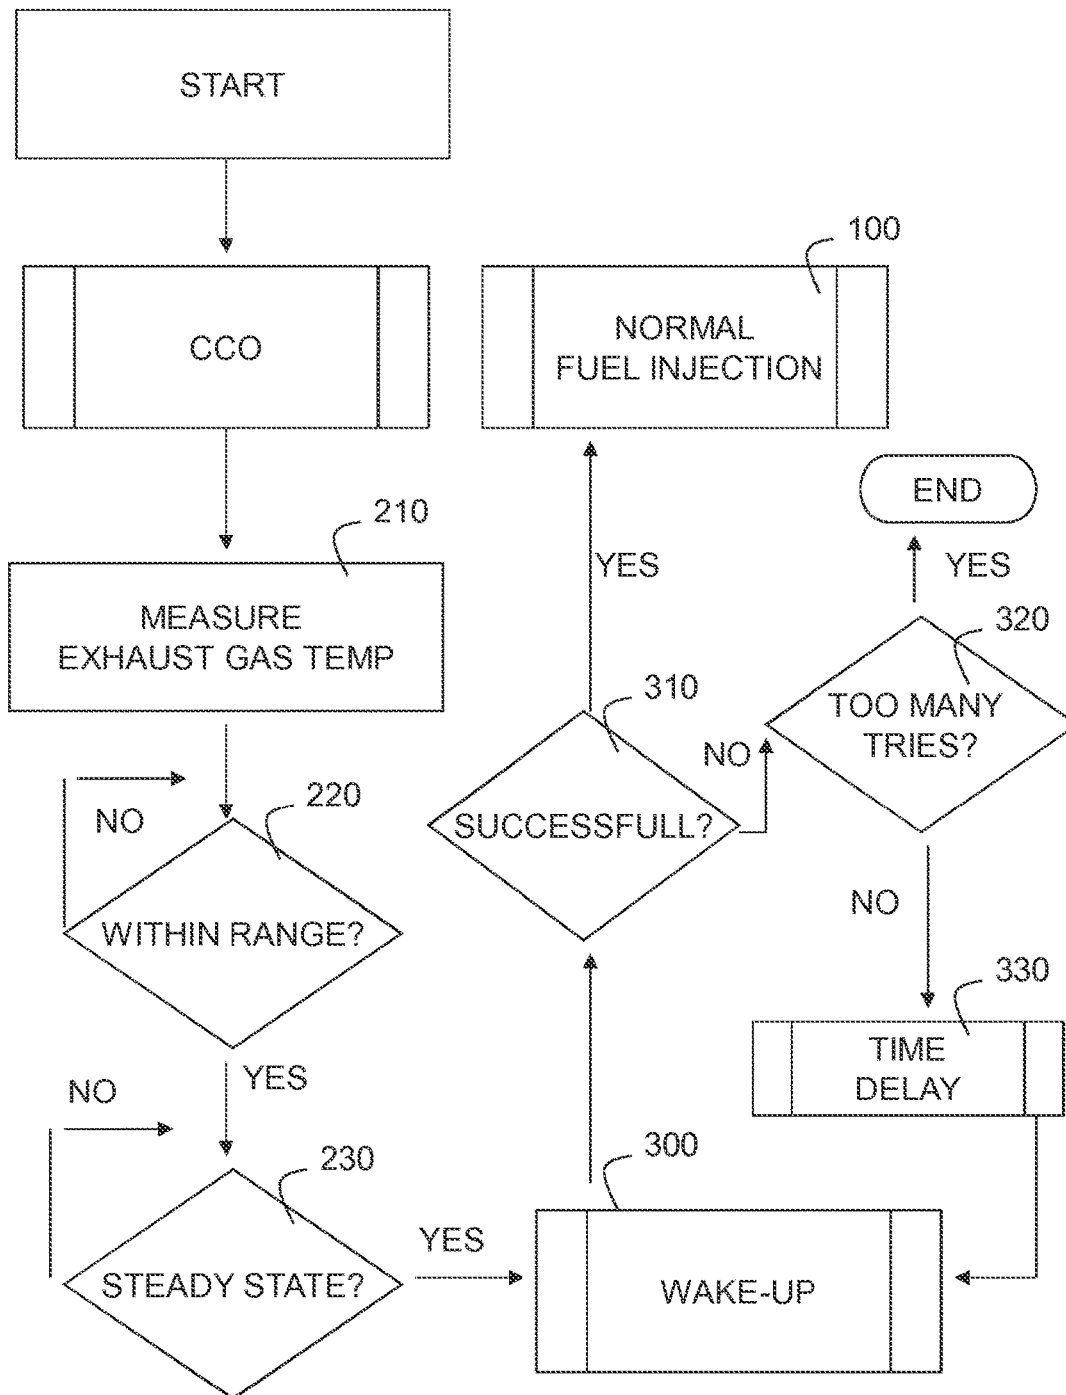 START
CCO
100
NORMAL
FUEL INJECTION
210
MEASURE
EXHAUST GAS TEMP
END
YES
YES
320
TOO MANY
TRIES?
310
NO
SUCCESSFULL?
NO
220
WITHIN RANGE?
NO
330
TIME
DELAY
YES
NO
230
STEADY STATE?
YES
300
WAKE-UP